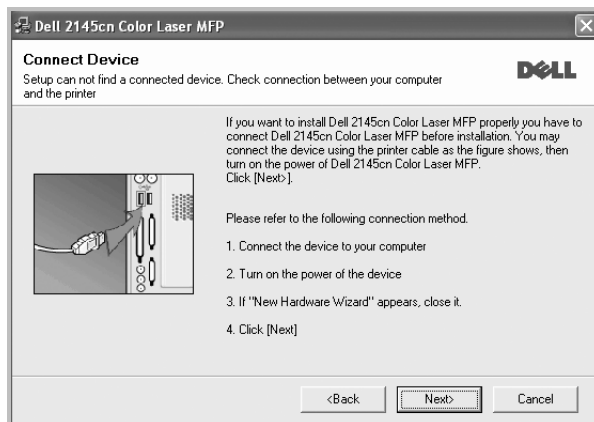 Dell 2145cn Color Laser MFP
Connect Device
Setup can not find a connected device. Check connection between your computer
and the printer
DELL
If you want to install Dell 2145cn Color Laser MFP properly you have to
connect Dell 2145cn Color Laser MFP before installation. You may
connect the device using the printer cable as the figure shows, then
turn on the power of Dell 2145cn Color Laser MFP.
Click [Next>].
Please refer to the following connection method.
1. Connect the device to your computer
2. Turn on the power of the device
3. If "New Hardware Wizard" appears, close it.
4. Click [Next]
<Back
Next>
Cancel